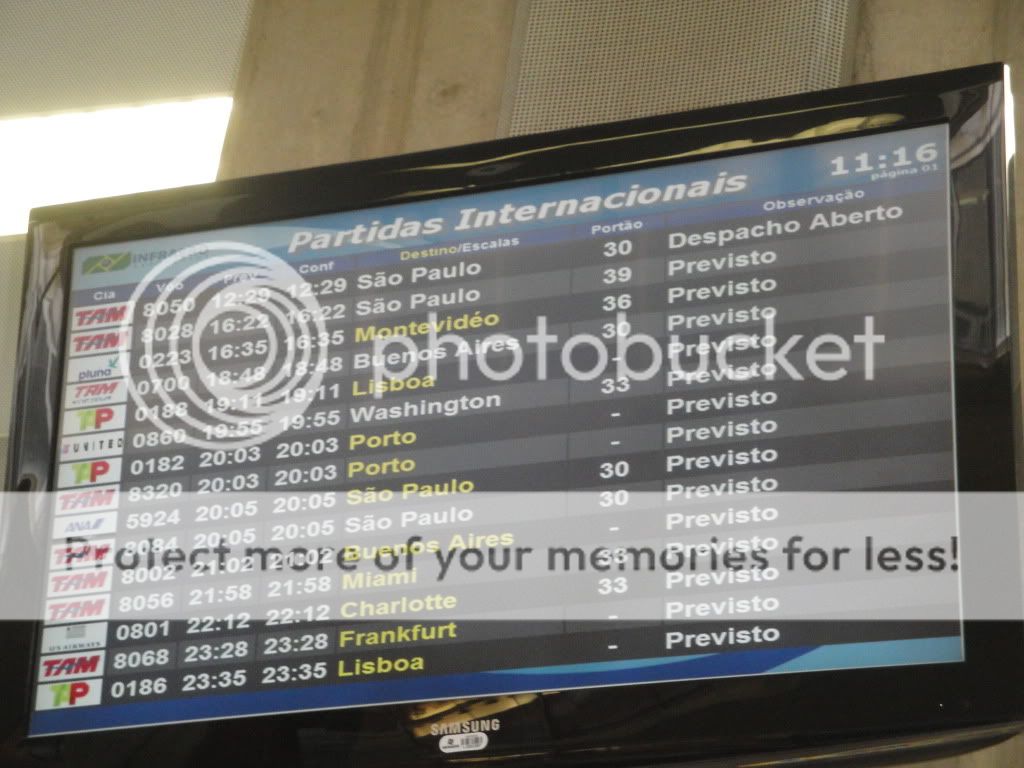 11:16
INFRAERO Partidas Internacionais página 01
Cia Voo Prev Conf Destino/Escalas Portão Observação
TAM 8050 12:29 12:29 São Paulo 30 Despacho Aberto
TAM 8028 16:22 16:22 São Paulo 39 Previsto
pluna 0223 16:35 16:35 Montevidéo 36 Previsto
TAM 0700 18:48 18:48 Buenos Aires 30 Previsto
TAP 0188 19:11 19:11 Lisboa - Previsto
UNITED 0860 19:55 19:55 Washington 33 Previsto
TAP 0182 20:03 20:03 Porto - Previsto
TAM 8320 20:03 20:03 Porto - Previsto
ANA 5924 20:05 20:05 São Paulo 30 Previsto
TAM 8084 20:05 20:05 São Paulo 30 Previsto
TAM 8002 21:02 21:02 Buenos Aires - Previsto
TAM 8056 21:58 21:58 Miami 33 Previsto
US AIRWAYS 0801 22:12 22:12 Charlotte 33 Previsto
TAM 8068 23:28 23:28 Frankfurt Previsto
TAP 0186 23:35 23:35 Lisboa - Previsto
SAMSUNG
photobucket
Protect more of your memories for less!